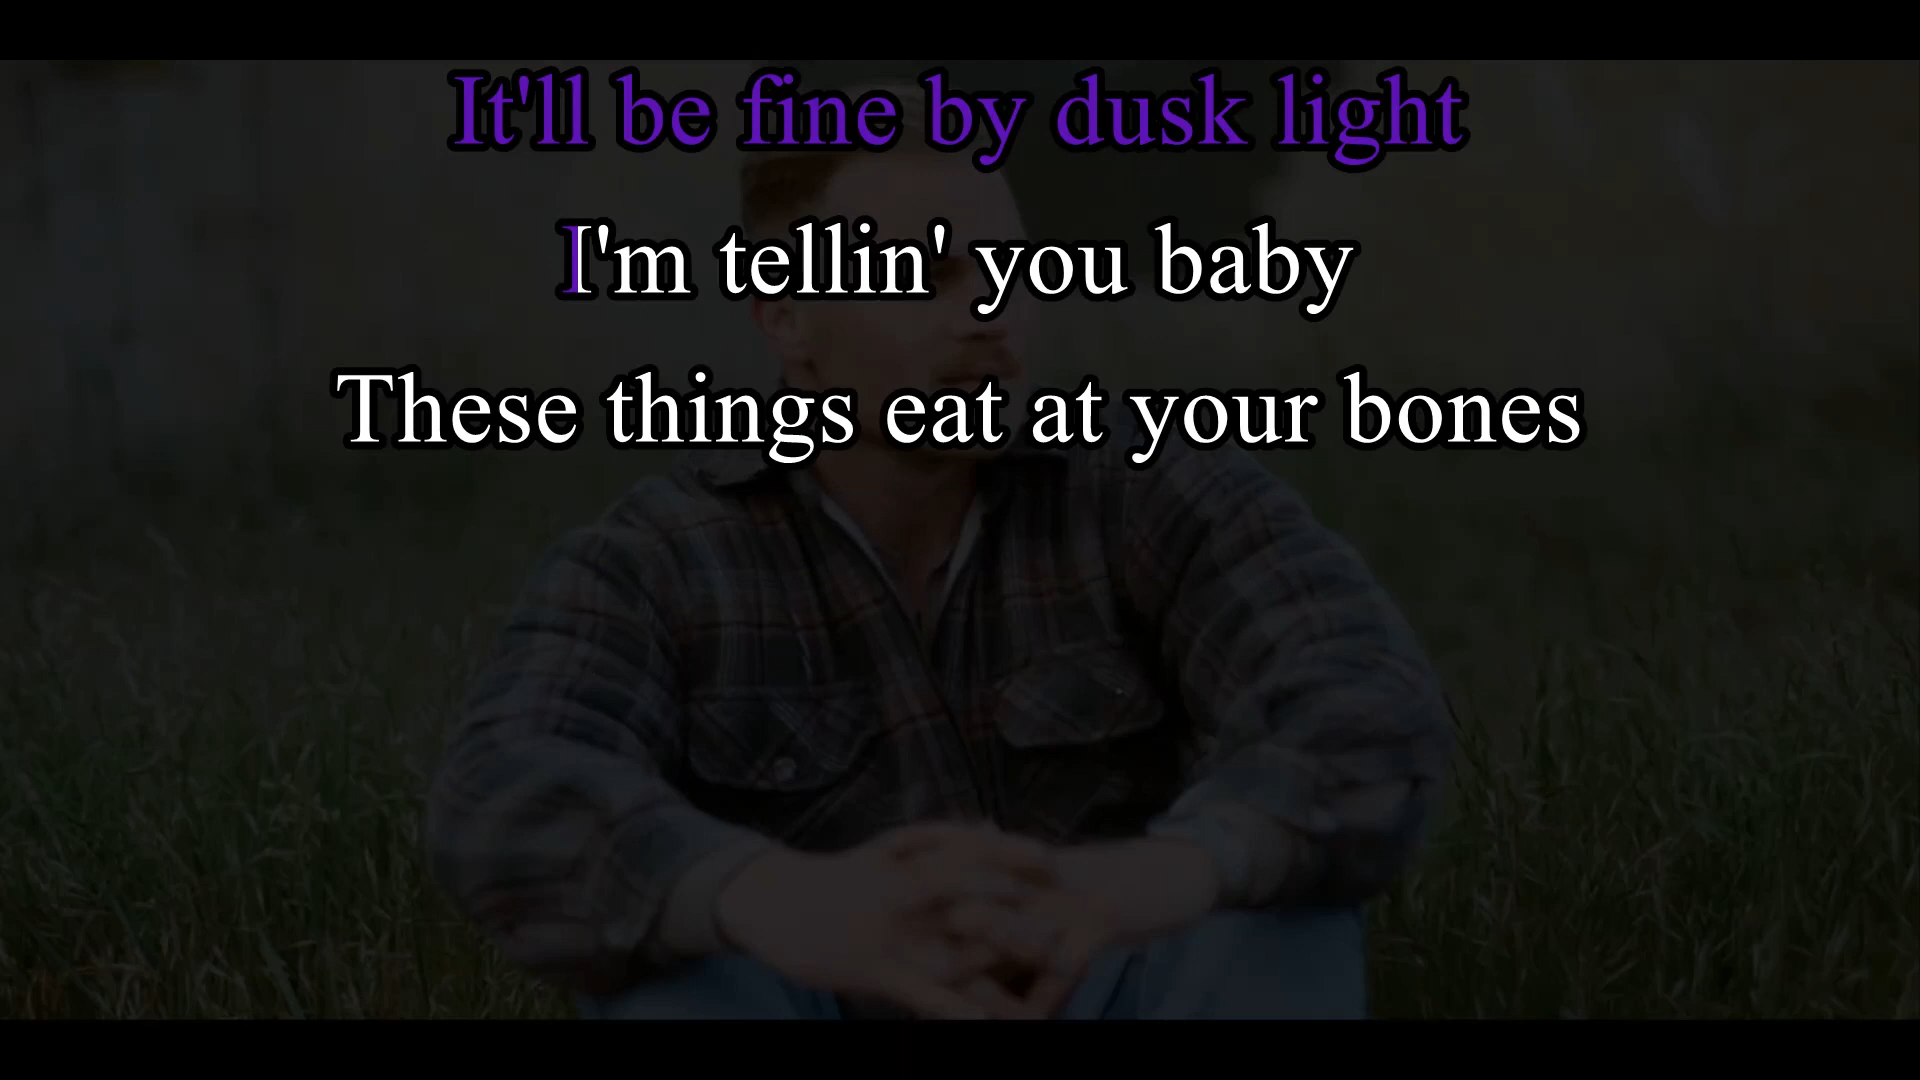 It'll be fine by dusk light
I'm tellin' you baby
These things eat at your bones